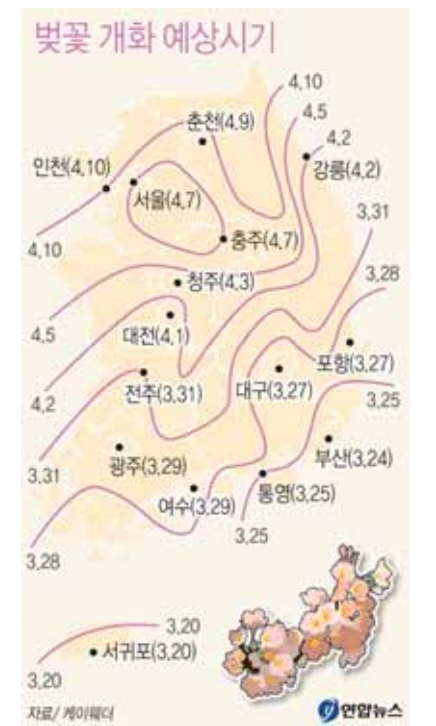 벚꽃 개화 예상시기
4,10
춘천(4,9)
4,5
4,2
인천(4,10)
강릉(4,2)
서울(4,7)
3,31
충주(4,7)
4,10
3,28
청주(4,3)
4,5
대전(4,1)
포항(3,27)
전주(3,31)
대구(3,27)
4,2
3,25
광주(3,29)
부산(3,24)
3,31
여수(3,29)
통영(3,25)
3,25
3,28
3,20
서귀포(3,20)
3,20
자료/ 케이웨더
연합뉴스